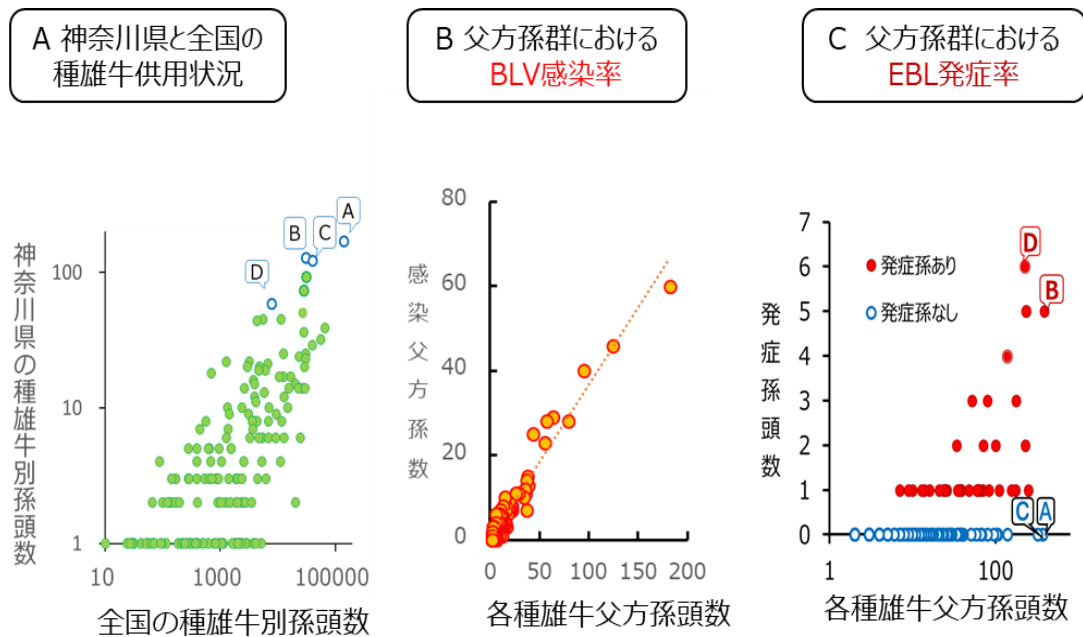 A 神奈川県と全国の
種雄牛供用状況
B 父方孫群における
BLV感染率
C 父方孫群における
EBL発症率
神奈川県の種雄牛別孫頭数
100
10
1
10
1000
100000
A
B
C
D
全国の種雄牛別孫頭数
感染父方孫数
80
60
40
20
0
0
50
100
150
200
各種雄牛父方孫頭数
発症孫頭数
7
6
5
4
3
2
1
0
発症孫あり
発症孫なし
D
B
C
A
1
100
各種雄牛父方孫頭数